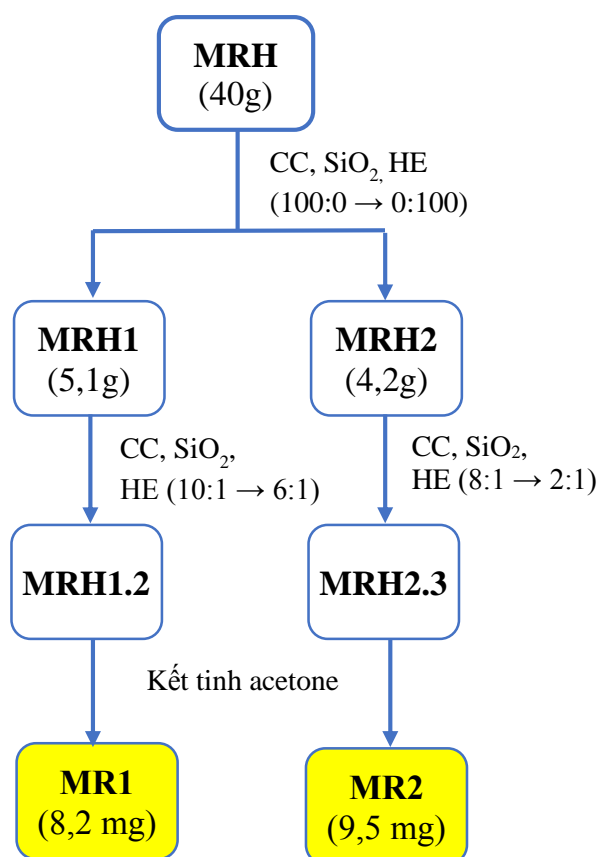 MRH
(40g)
CC, SiO₂, HE
(100:0 → 0:100)
MRH1
(5,1g)
MRH2
(4,2g)
CC, SiO₂,
HE (10:1 → 6:1)
CC, SiO₂,
HE (8:1 → 2:1)
MRH1.2
MRH2.3
Kết tinh acetone
MR1
(8,2 mg)
MR2
(9,5 mg)